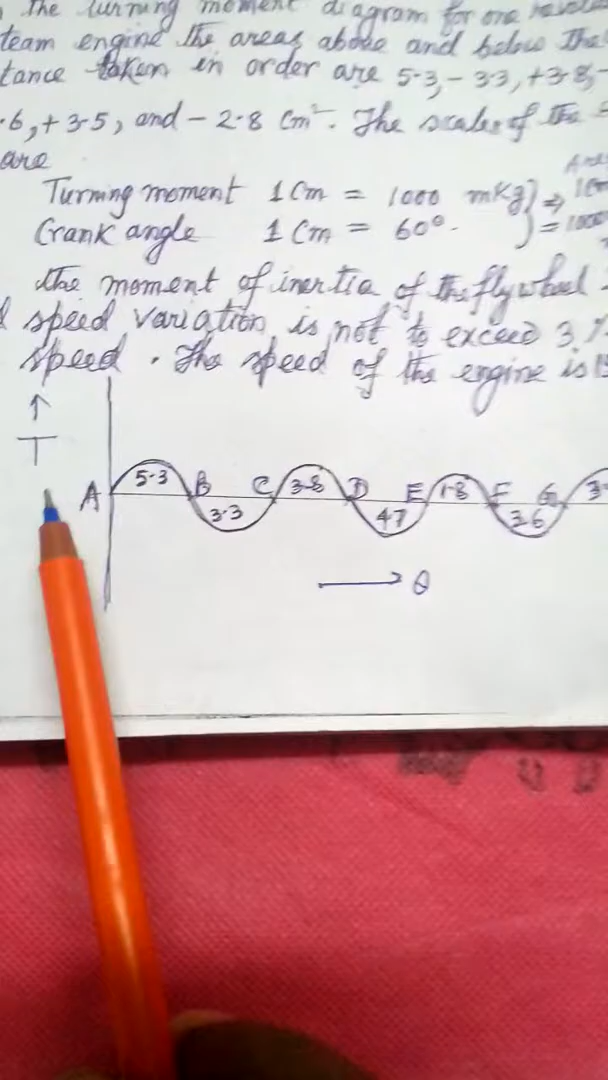 the turning moment diagram for one
team engine the areas above and below the
tance taken in order are 5.3, - 3.3, +3.8, -
.6, + 3.5, and - 2.8 Cm². The scales of the
are
Turning moment 1 Cm = 1000 mKg } ⇒
Crank angle 1 Cm = 60°. } =
the moment of inertia of the flywheel
speed variation is not to exceed 3
speed. The speed of the engine is
↑
T
A 5.3 B 3.3 C 3.8 D 4.7 E 1.8 F 3.6 G
→ θ